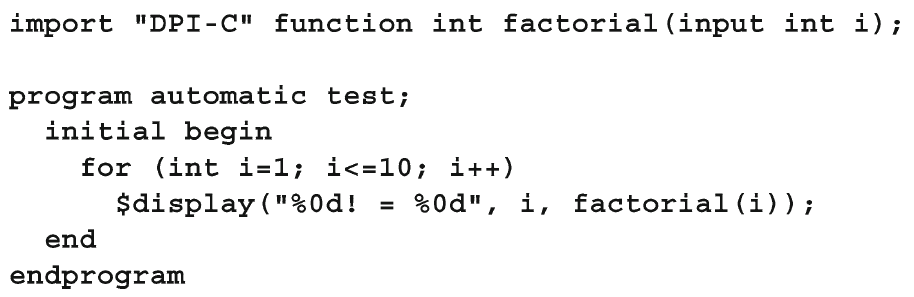 import "DPI-C" function int factorial(input int i);
program automatic test;
initial begin
for (int i=1; i<=10; i++)
$display("%0d! = %0d", i, factorial(i));
end
endprogram